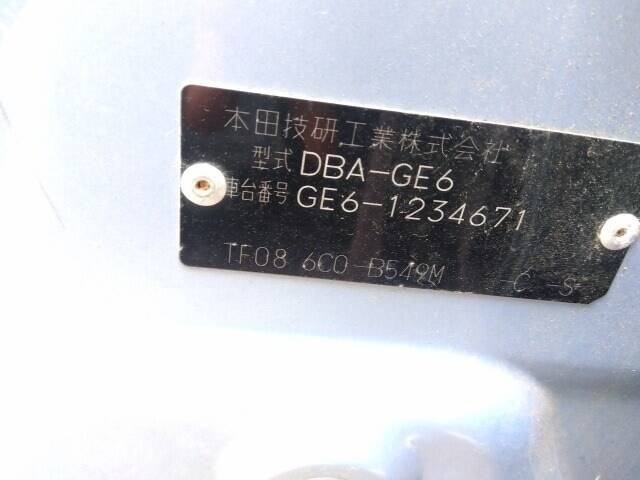 本田技研工業株式会社
型式 DBA-GE6
車台番号 GE6-1234671
TF08 6C0-B549M -C -S